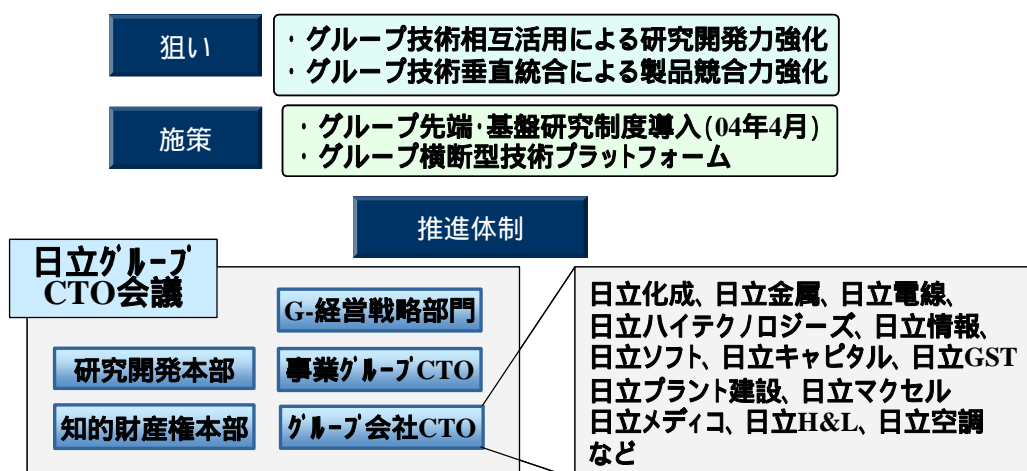 狙い
・グループ技術相互活用による研究開発力強化
・グループ技術垂直統合による製品競合力強化
施策
・グループ先端・基盤研究制度導入(04年4月)
・グループ横断型技術プラットフォーム
推進体制
日立ｸﾞﾙｰﾌﾟ
CTO会議
G-経営戦略部門
研究開発本部
事業ｸﾞﾙｰﾌﾟCTO
知的財産権本部
ｸﾞﾙｰﾌﾟ会社CTO
日立化成、日立金属、日立電線、
日立ハイテクノロジーズ、日立情報、
日立ソフト、日立キャピタル、日立GST
日立プラント建設、日立マクセル
日立メディコ、日立H&L、日立空調
など